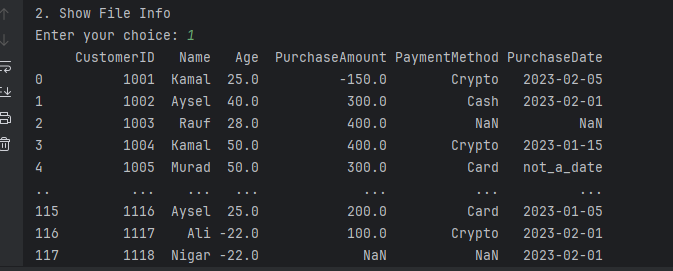 2. Show File Info
Enter your choice: 1
     CustomerID   Name   Age  PurchaseAmount PaymentMethod PurchaseDate
0          1001  Kamal  25.0          -150.0        Crypto   2023-02-05
1          1002  Aysel  40.0           300.0          Cash   2023-02-01
2          1003   Rauf  28.0           400.0           NaN          NaN
3          1004  Kamal  50.0           400.0        Crypto   2023-01-15
4          1005  Murad  50.0           300.0          Card   not_a_date
..          ...    ...   ...             ...           ...          ...
115        1116  Aysel  25.0           200.0          Card   2023-01-05
116        1117    Ali -22.0           100.0        Crypto   2023-02-01
117        1118  Nigar -22.0             NaN           NaN   2023-02-01